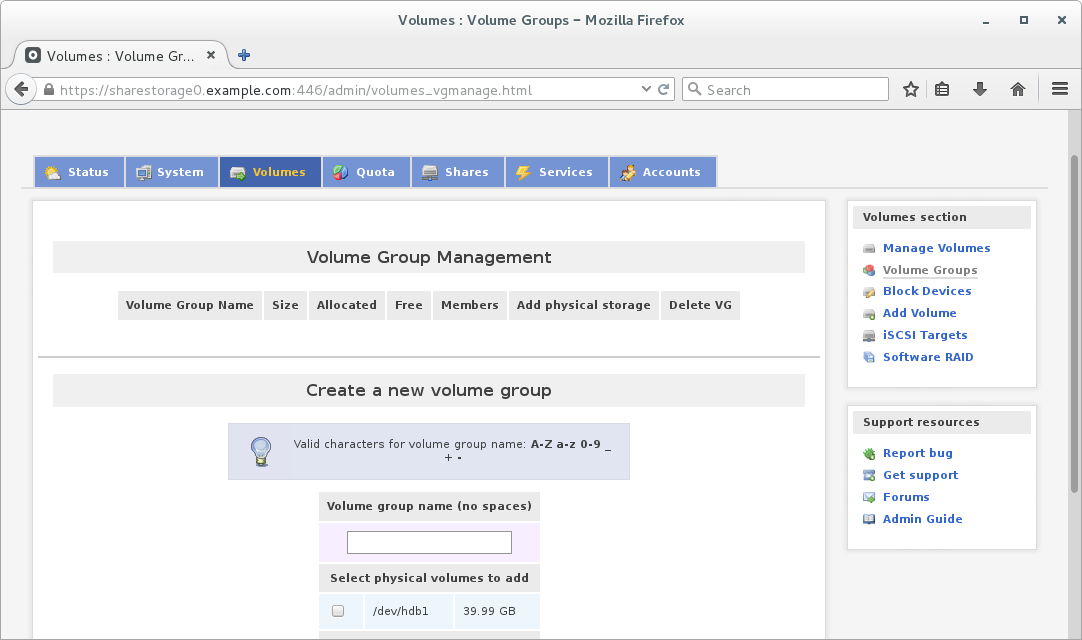 Volumes : Volume Groups – Mozilla Firefox
Volumes : Volume Gr...
https://sharestorage0.example.com:446/admin/volumes_vgmanage.html
Search
Status
System
Volumes
Quota
Shares
Services
Accounts
Volume Group Management
Volume Group Name
Size
Allocated
Free
Members
Add physical storage
Delete VG
Create a new volume group
Valid characters for volume group name: A-Z a-z 0-9 _
+ -
Volume group name (no spaces)
Select physical volumes to add
/dev/hdb1
39.99 GB
Volumes section
Manage Volumes
Volume Groups
Block Devices
Add Volume
iSCSI Targets
Software RAID
Support resources
Report bug
Get support
Forums
Admin Guide